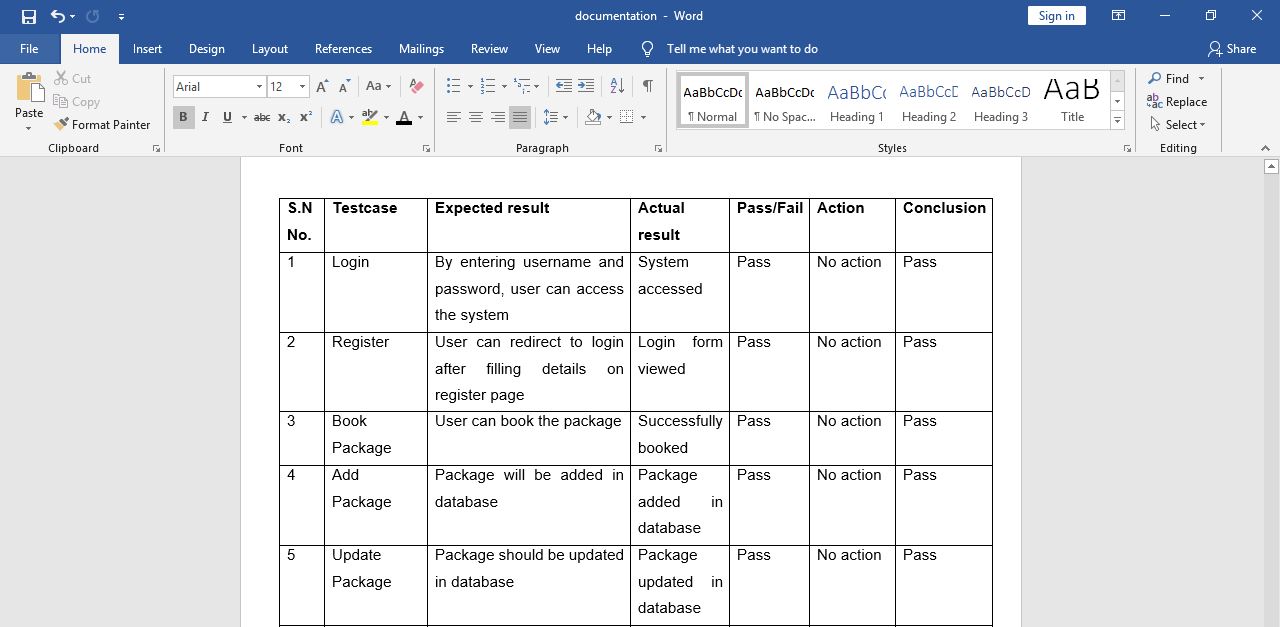 documentation - Word
Sign in
File Home Insert Design Layout References Mailings Review View Help Tell me what you want to do Share
Cut
Copy
Paste
Format Painter
Clipboard
Arial 12
Font
Paragraph
AaBbCcDc AaBbCcDc AaBbCc AaBbCcD AaBbCcD AaB
¶ Normal ¶ No Spac... Heading 1 Heading 2 Heading 3 Title
Styles
Find
Replace
Select
Editing
S.N Testcase Expected result Actual Pass/Fail Action Conclusion
No. result
1 Login By entering username and System Pass No action Pass
password, user can access accessed
the system
2 Register User can redirect to login Login form Pass No action Pass
after filling details on viewed
register page
3 Book User can book the package Successfully Pass No action Pass
Package booked
4 Add Package will be added in Package Pass No action Pass
Package database added in
database
5 Update Package should be updated Package Pass No action Pass
Package in database updated in
database